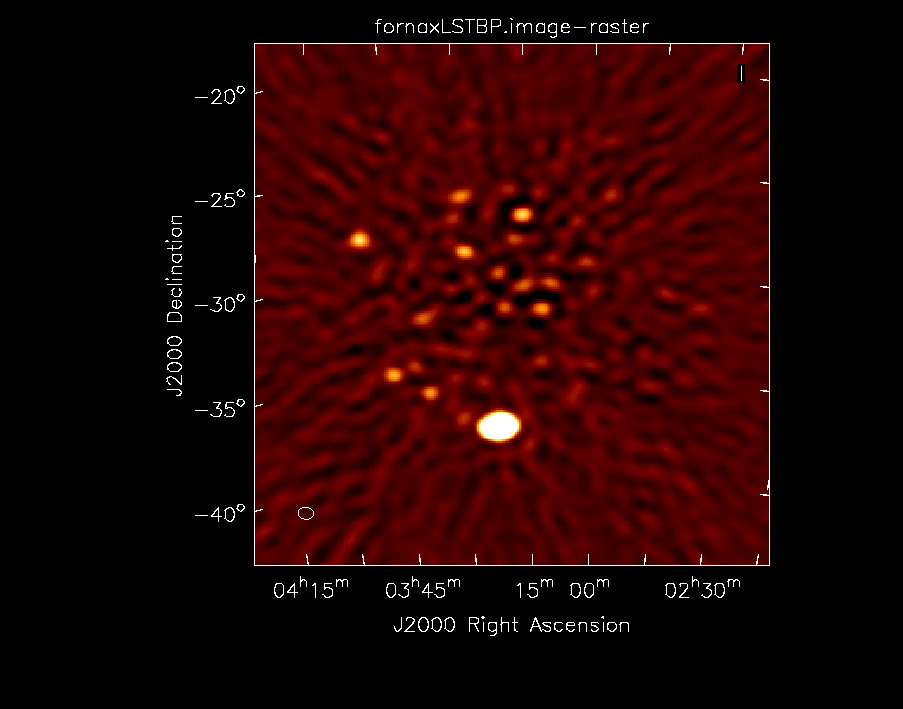 fornaxLSTBP.image-raster
I
-20°
-25°
-30°
-35°
-40°
J2000 Declination
04ʰ15ᵐ 03ʰ45ᵐ 15ᵐ 00ᵐ 02ʰ30ᵐ
J2000 Right Ascension